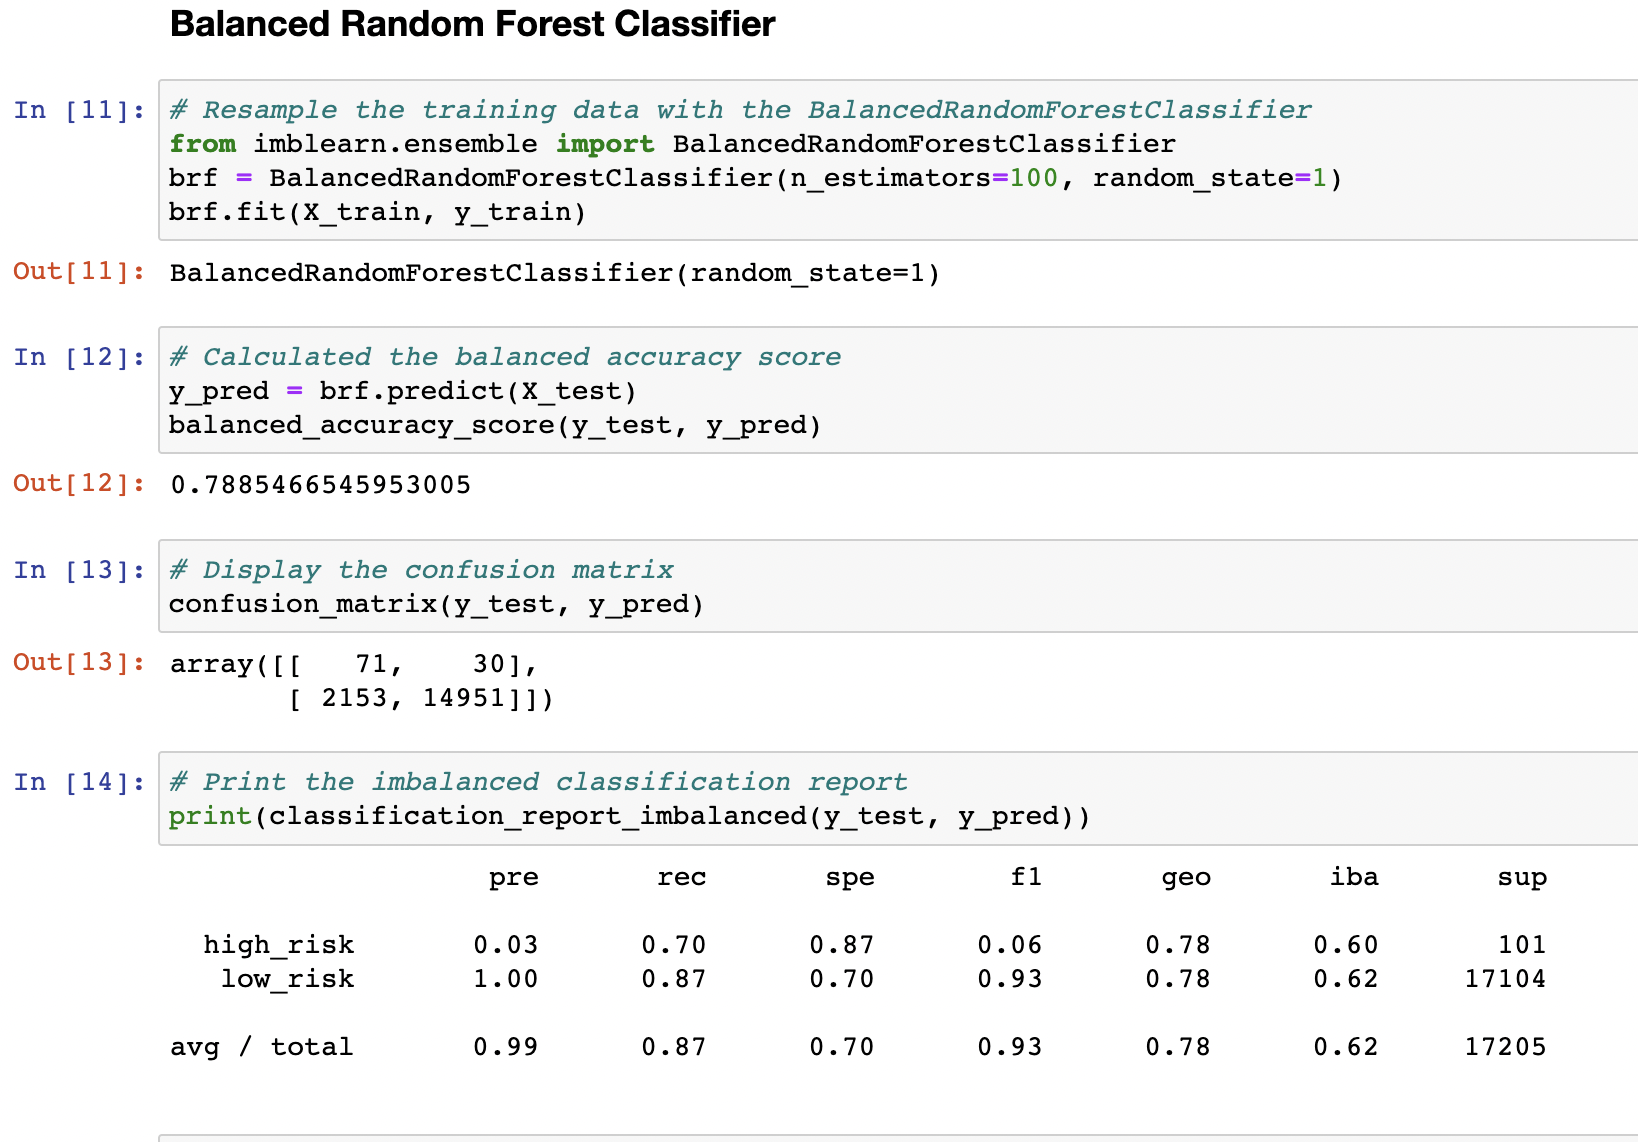 Balanced Random Forest Classifier
In [11]: # Resample the training data with the BalancedRandomForestClassifier
from imblearn.ensemble import BalancedRandomForestClassifier
brf = BalancedRandomForestClassifier(n_estimators=100, random_state=1)
brf.fit(X_train, y_train)
Out[11]: BalancedRandomForestClassifier(random_state=1)
In [12]: # Calculated the balanced accuracy score
y_pred = brf.predict(X_test)
balanced_accuracy_score(y_test, y_pred)
Out[12]: 0.7885466545953005
In [13]: # Display the confusion matrix
confusion_matrix(y_test, y_pred)
Out[13]: array([[   71,    30],
       [ 2153, 14951]])
In [14]: # Print the imbalanced classification report
print(classification_report_imbalanced(y_test, y_pred))
pre rec spe f1 geo iba sup
high_risk 0.03 0.70 0.87 0.06 0.78 0.60 101
low_risk 1.00 0.87 0.70 0.93 0.78 0.62 17104
avg / total 0.99 0.87 0.70 0.93 0.78 0.62 17205